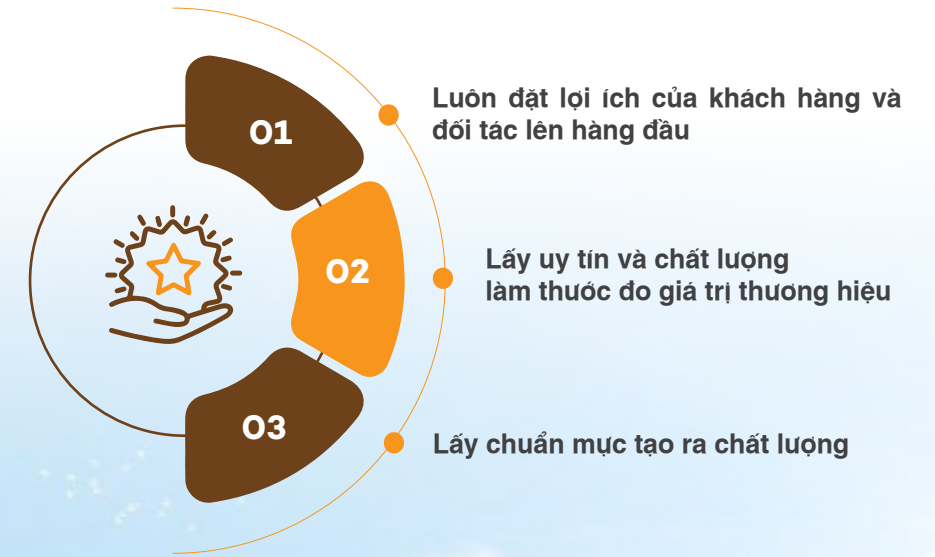 01
Luôn đặt lợi ích của khách hàng và
đối tác lên hàng đầu
02
Lấy uy tín và chất lượng
làm thước đo giá trị thương hiệu
03
Lấy chuẩn mực tạo ra chất lượng